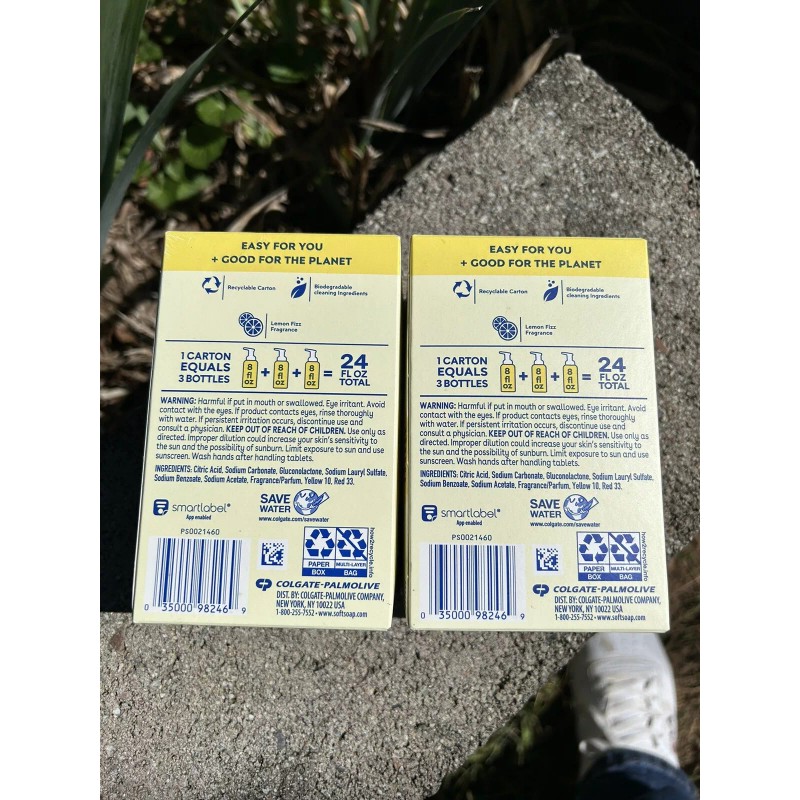 EASY FOR YOU
+ GOOD FOR THE PLANET
Recyclable Carton
Biodegradable
cleaning ingredients
Lemon Fizz
Fragrance
1 CARTON
EQUALS
3 BOTTLES
8 fl oz + 8 fl oz + 8 fl oz = 24 FL OZ TOTAL
WARNING: Harmful if put in mouth or swallowed. Eye irritant. Avoid
contact with the eyes. If product contacts eyes, rinse thoroughly
with water. If persistent irritation occurs, discontinue use and
consult a physician. KEEP OUT OF REACH OF CHILDREN. Use only as
directed. Improper dilution could increase your skin's sensitivity to
the sun and the possibility of sunburn. Limit exposure to sun and use
sunscreen. Wash hands after handling tablets.
INGREDIENTS: Citric Acid, Sodium Carbonate, Gluconolactone, Sodium Lauryl Sulfate,
Sodium Benzoate, Sodium Acetate, Fragrance/Parfum, Yellow 10, Red 33.
smartlabel®
App enabled
SAVE
WATER
www.colgate.com/savewater
PS0021460
PAPER
BOX
MULTI-LAYER
BAG
how2recycle.info
0 35000 98246 9
CP COLGATE-PALMOLIVE
DIST. BY: COLGATE-PALMOLIVE COMPANY,
NEW YORK, NY 10022 USA
1-800-255-7552 • www.softsoap.com
EASY FOR YOU
+ GOOD FOR THE PLANET
Recyclable Carton
Biodegradable
cleaning ingredients
Lemon Fizz
Fragrance
1 CARTON
EQUALS
3 BOTTLES
8 fl oz + 8 fl oz + 8 fl oz = 24 FL OZ TOTAL
WARNING: Harmful if put in mouth or swallowed. Eye irritant. Avoid
contact with the eyes. If product contacts eyes, rinse thoroughly
with water. If persistent irritation occurs, discontinue use and
consult a physician. KEEP OUT OF REACH OF CHILDREN. Use only as
directed. Improper dilution could increase your skin's sensitivity to
the sun and the possibility of sunburn. Limit exposure to sun and use
sunscreen. Wash hands after handling tablets.
INGREDIENTS: Citric Acid, Sodium Carbonate, Gluconolactone, Sodium Lauryl Sulfate,
Sodium Benzoate, Sodium Acetate, Fragrance/Parfum, Yellow 10, Red 33.
smartlabel®
App enabled
SAVE
WATER
www.colgate.com/savewater
PS0021460
PAPER
BOX
MULTI-LAYER
BAG
how2recycle.info
0 35000 98246 9
CP COLGATE-PALMOLIVE
DIST. BY: COLGATE-PALMOLIVE COMPANY,
NEW YORK, NY 10022 USA
1-800-255-7552 • www.softsoap.com